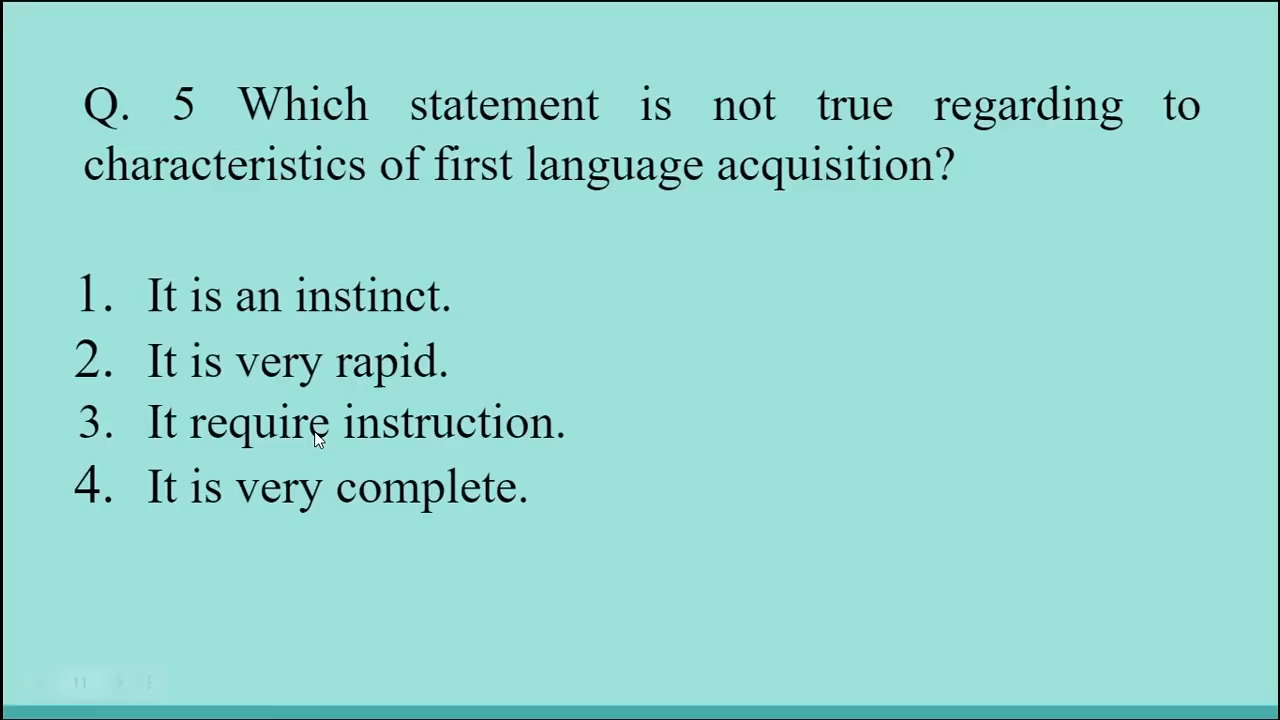 Q. 5 Which statement is not true regarding to
characteristics of first language acquisition?
1. It is an instinct.
2. It is very rapid.
3. It require instruction.
4. It is very complete.
11